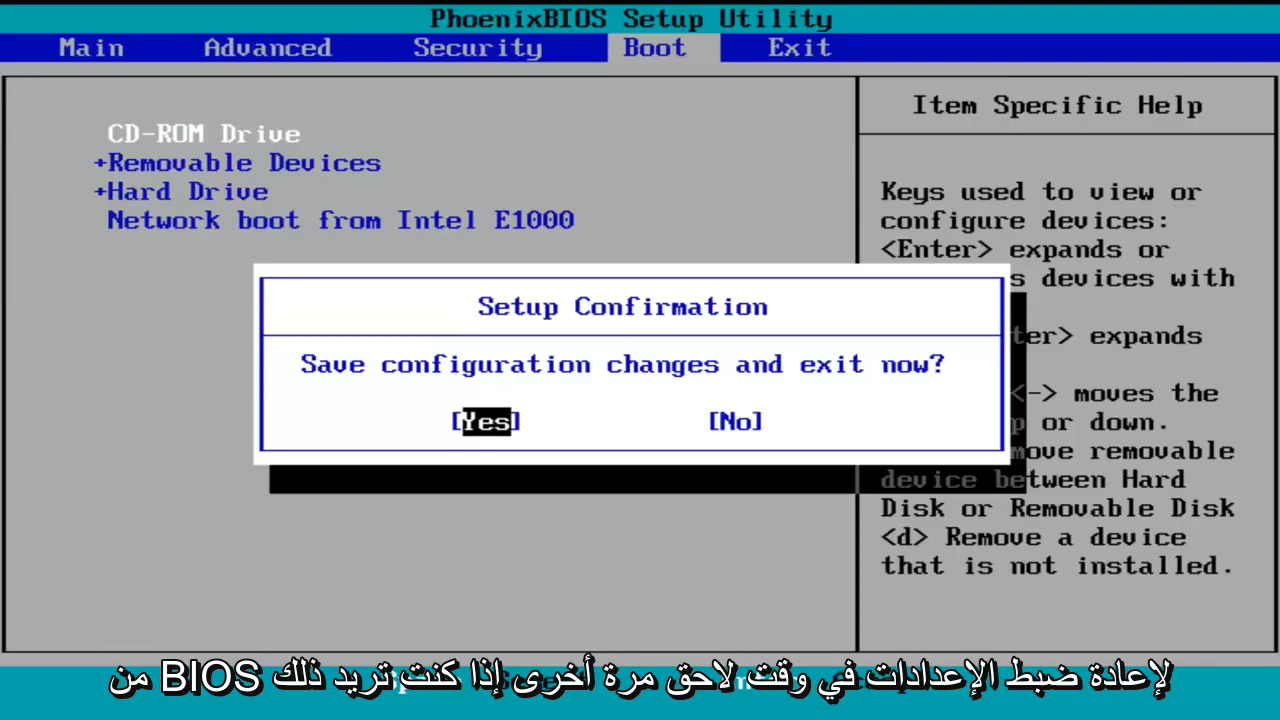 PhoenixBIOS Setup Utility
Main Advanced Security Boot Exit
CD-ROM Drive
+Removable Devices
+Hard Drive
Network boot from Intel E1000
Setup Confirmation
Save configuration changes and exit now?
[Yes] [No]
Item Specific Help
Keys used to view or
configure devices:
<Enter> expands or
devices with
expands
<-> moves the
or down.
removable
device between Hard
Disk or Removable Disk
<d> Remove a device
that is not installed.
لإعادة ضبط الإعدادات في وقت لاحق مرة أخرى إذا كنت تريد ذلك BIOS من